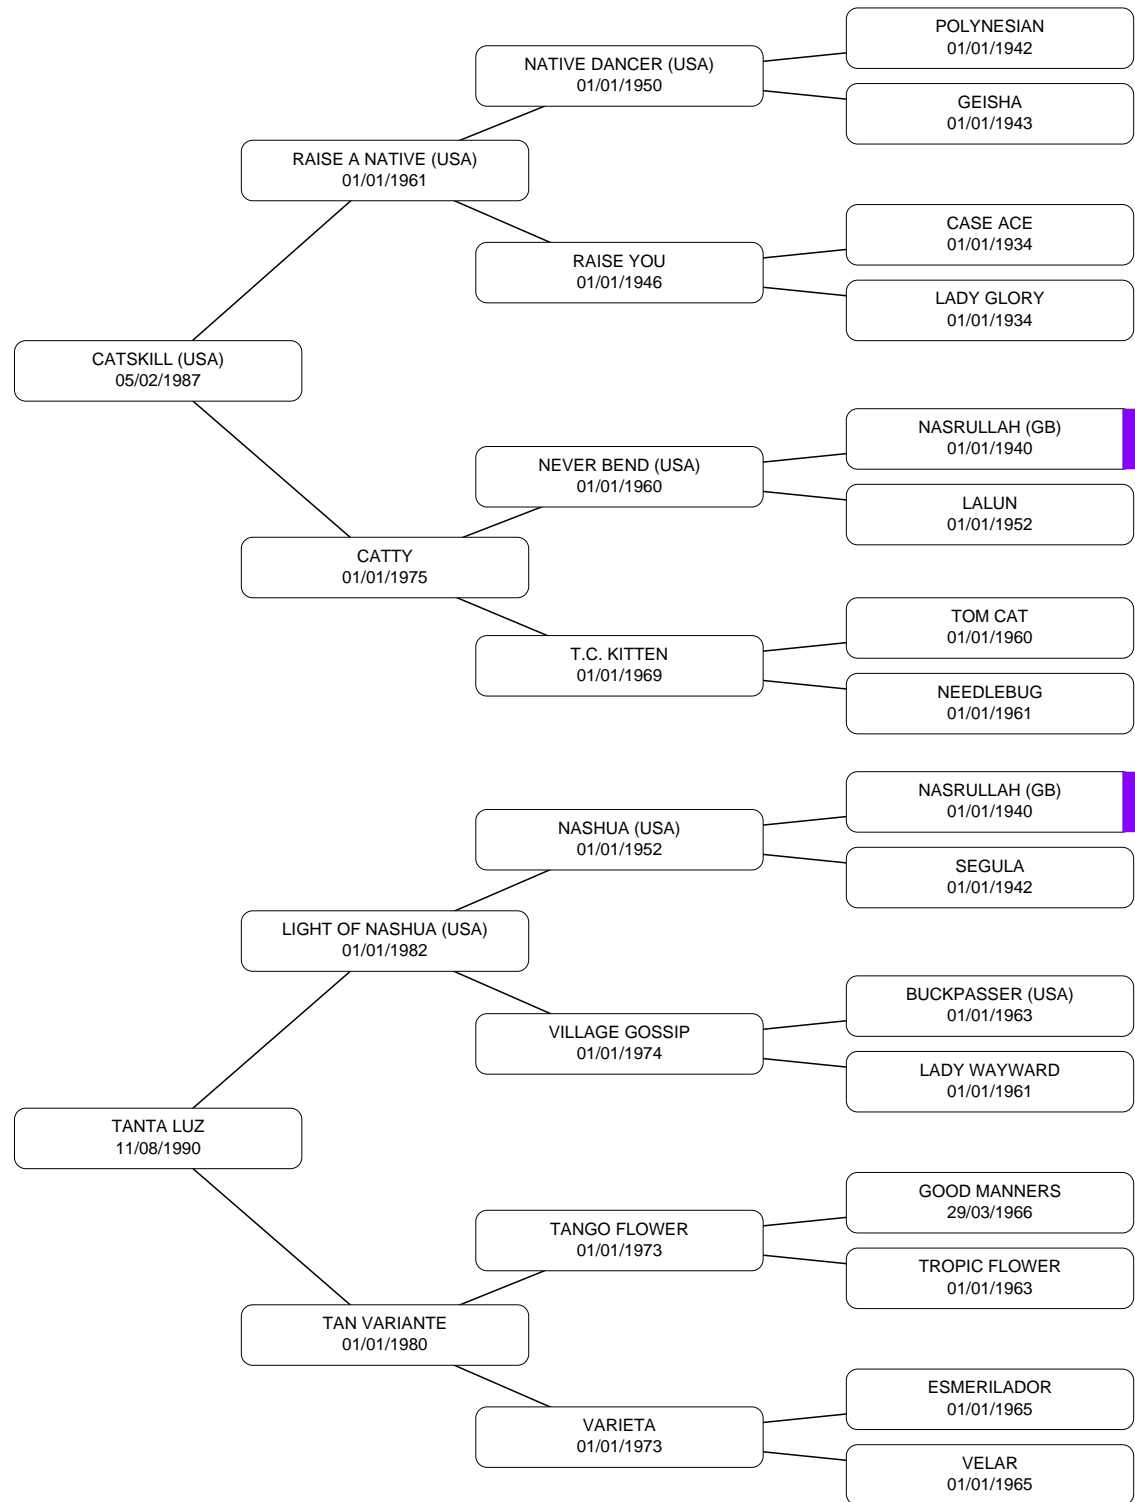 POLYNESIAN
01/01/1942
NATIVE DANCER (USA)
01/01/1950
GEISHA
01/01/1943
RAISE A NATIVE (USA)
01/01/1961
CASE ACE
01/01/1934
RAISE YOU
01/01/1946
LADY GLORY
01/01/1934
CATSKILL (USA)
05/02/1987
NASRULLAH (GB)
01/01/1940
NEVER BEND (USA)
01/01/1960
LALUN
01/01/1952
CATTY
01/01/1975
TOM CAT
01/01/1960
T.C. KITTEN
01/01/1969
NEEDLEBUG
01/01/1961
NASRULLAH (GB)
01/01/1940
NASHUA (USA)
01/01/1952
SEGULA
01/01/1942
LIGHT OF NASHUA (USA)
01/01/1982
BUCKPASSER (USA)
01/01/1963
VILLAGE GOSSIP
01/01/1974
LADY WAYWARD
01/01/1961
TANTA LUZ
11/08/1990
GOOD MANNERS
29/03/1966
TANGO FLOWER
01/01/1973
TROPIC FLOWER
01/01/1963
TAN VARIANTE
01/01/1980
ESMERILADOR
01/01/1965
VARIETA
01/01/1973
VELAR
01/01/1965